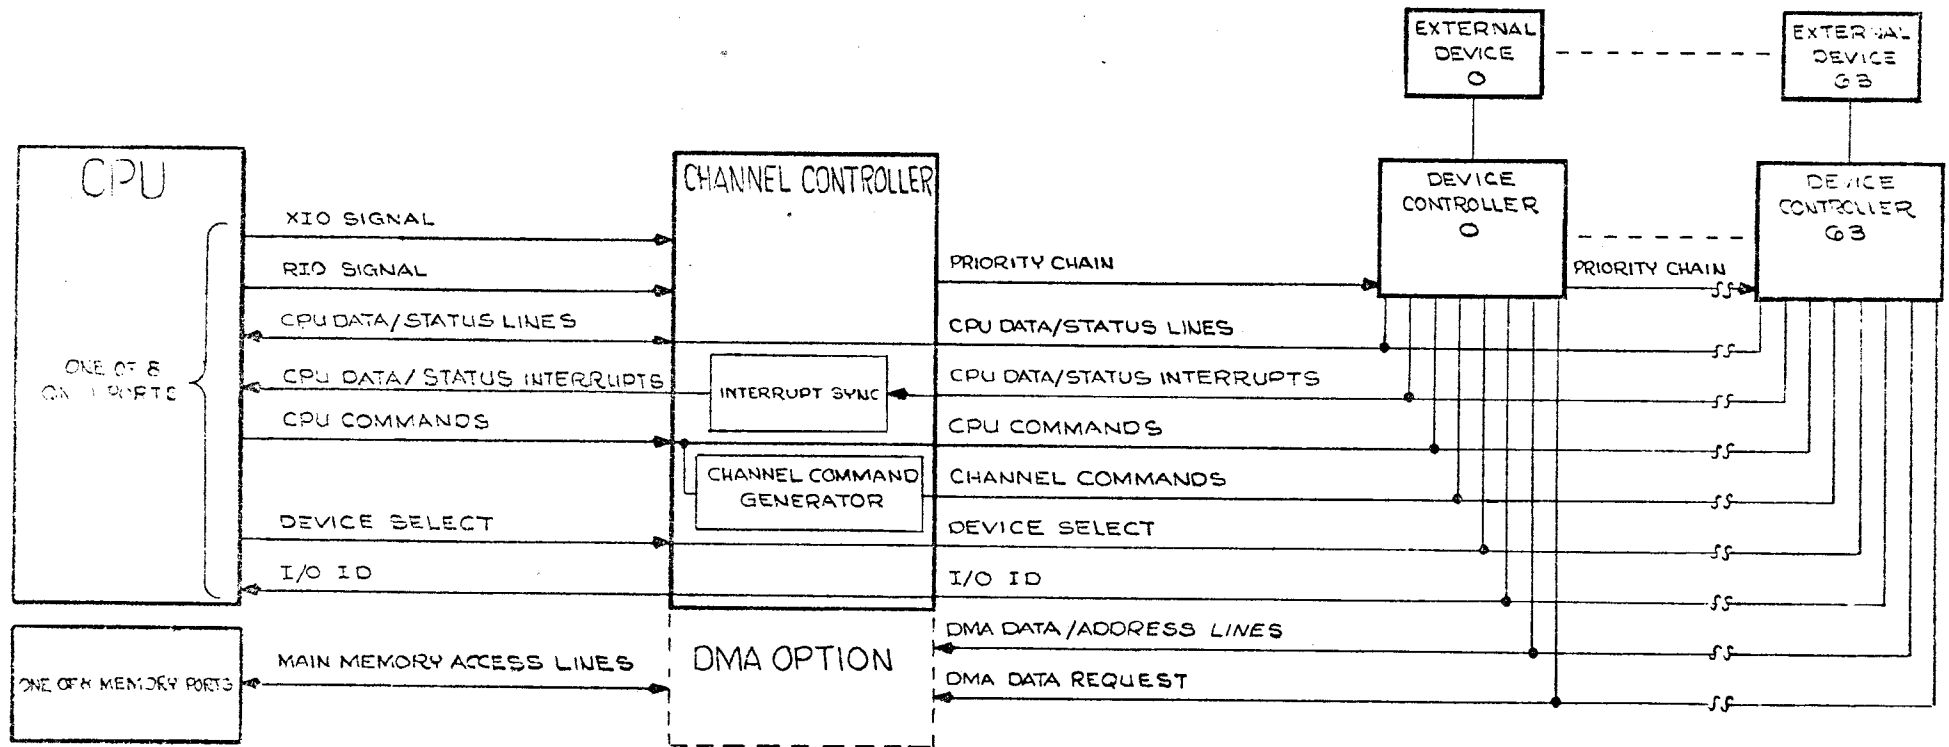 EXTERNAL
DEVICE
0
EXTERNAL
DEVICE
63
CPU
CHANNEL CONTROLLER
DEVICE
CONTROLLER
0
DEVICE
CONTROLLER
63
XIO SIGNAL
RIO SIGNAL
PRIORITY CHAIN
PRIORITY CHAIN
CPU DATA/STATUS LINES
CPU DATA/STATUS LINES
ONE OF 8
PORTS
CPU DATA/STATUS INTERRUPTS
INTERRUPT SYNC
CPU DATA/STATUS INTERRUPTS
CPU COMMANDS
CPU COMMANDS
CHANNEL COMMAND
GENERATOR
CHANNEL COMMANDS
DEVICE SELECT
DEVICE SELECT
I/O ID
I/O ID
DMA DATA/ADDRESS LINES
ONE OF 8 MEMORY PORTS
MAIN MEMORY ACCESS LINES
DMA OPTION
DMA DATA REQUEST